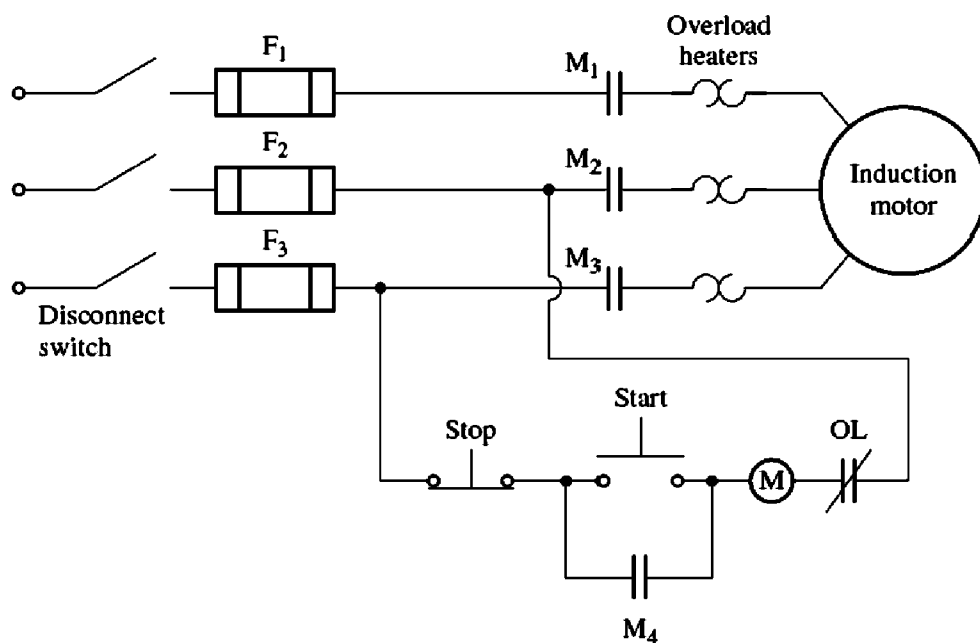 Overload
heaters
F₁
M₁
F₂
M₂
Induction
motor
F₃
M₃
Disconnect
switch
Start
Stop
OL
M
M₄